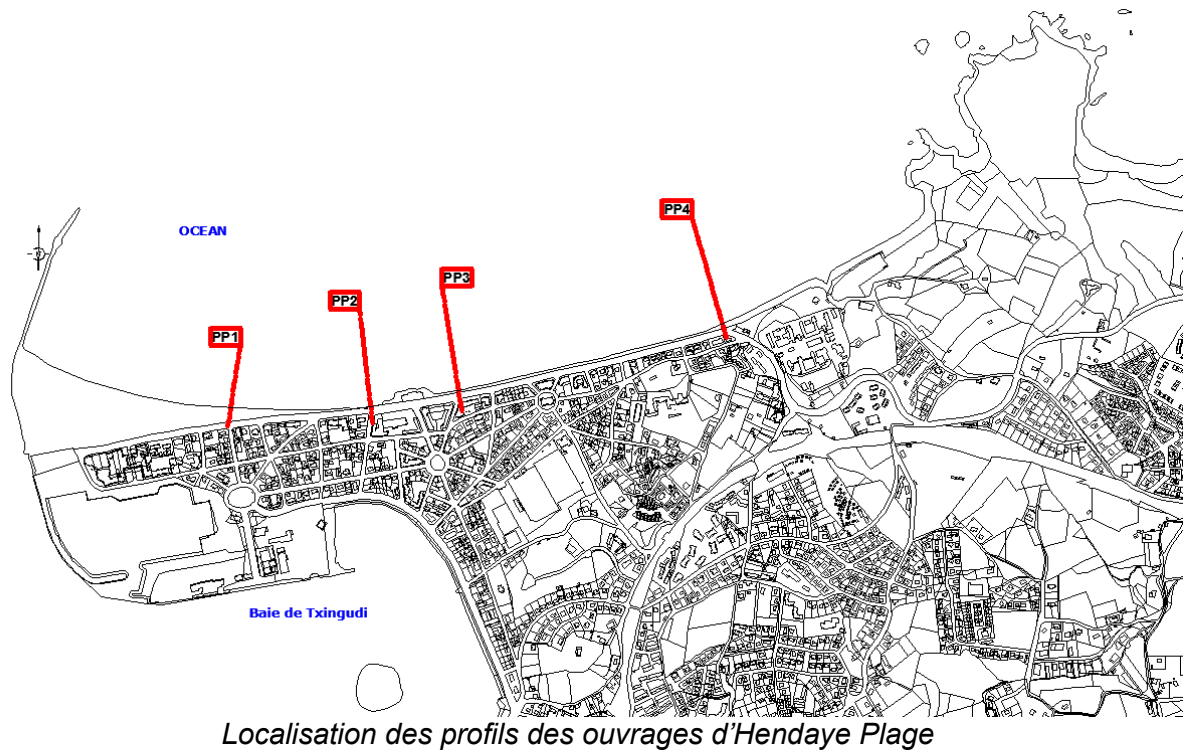 PP4
OCEAN
PP3
PP2
PP1
Baie de Txingudi
Localisation des profils des ouvrages d'Hendaye Plage